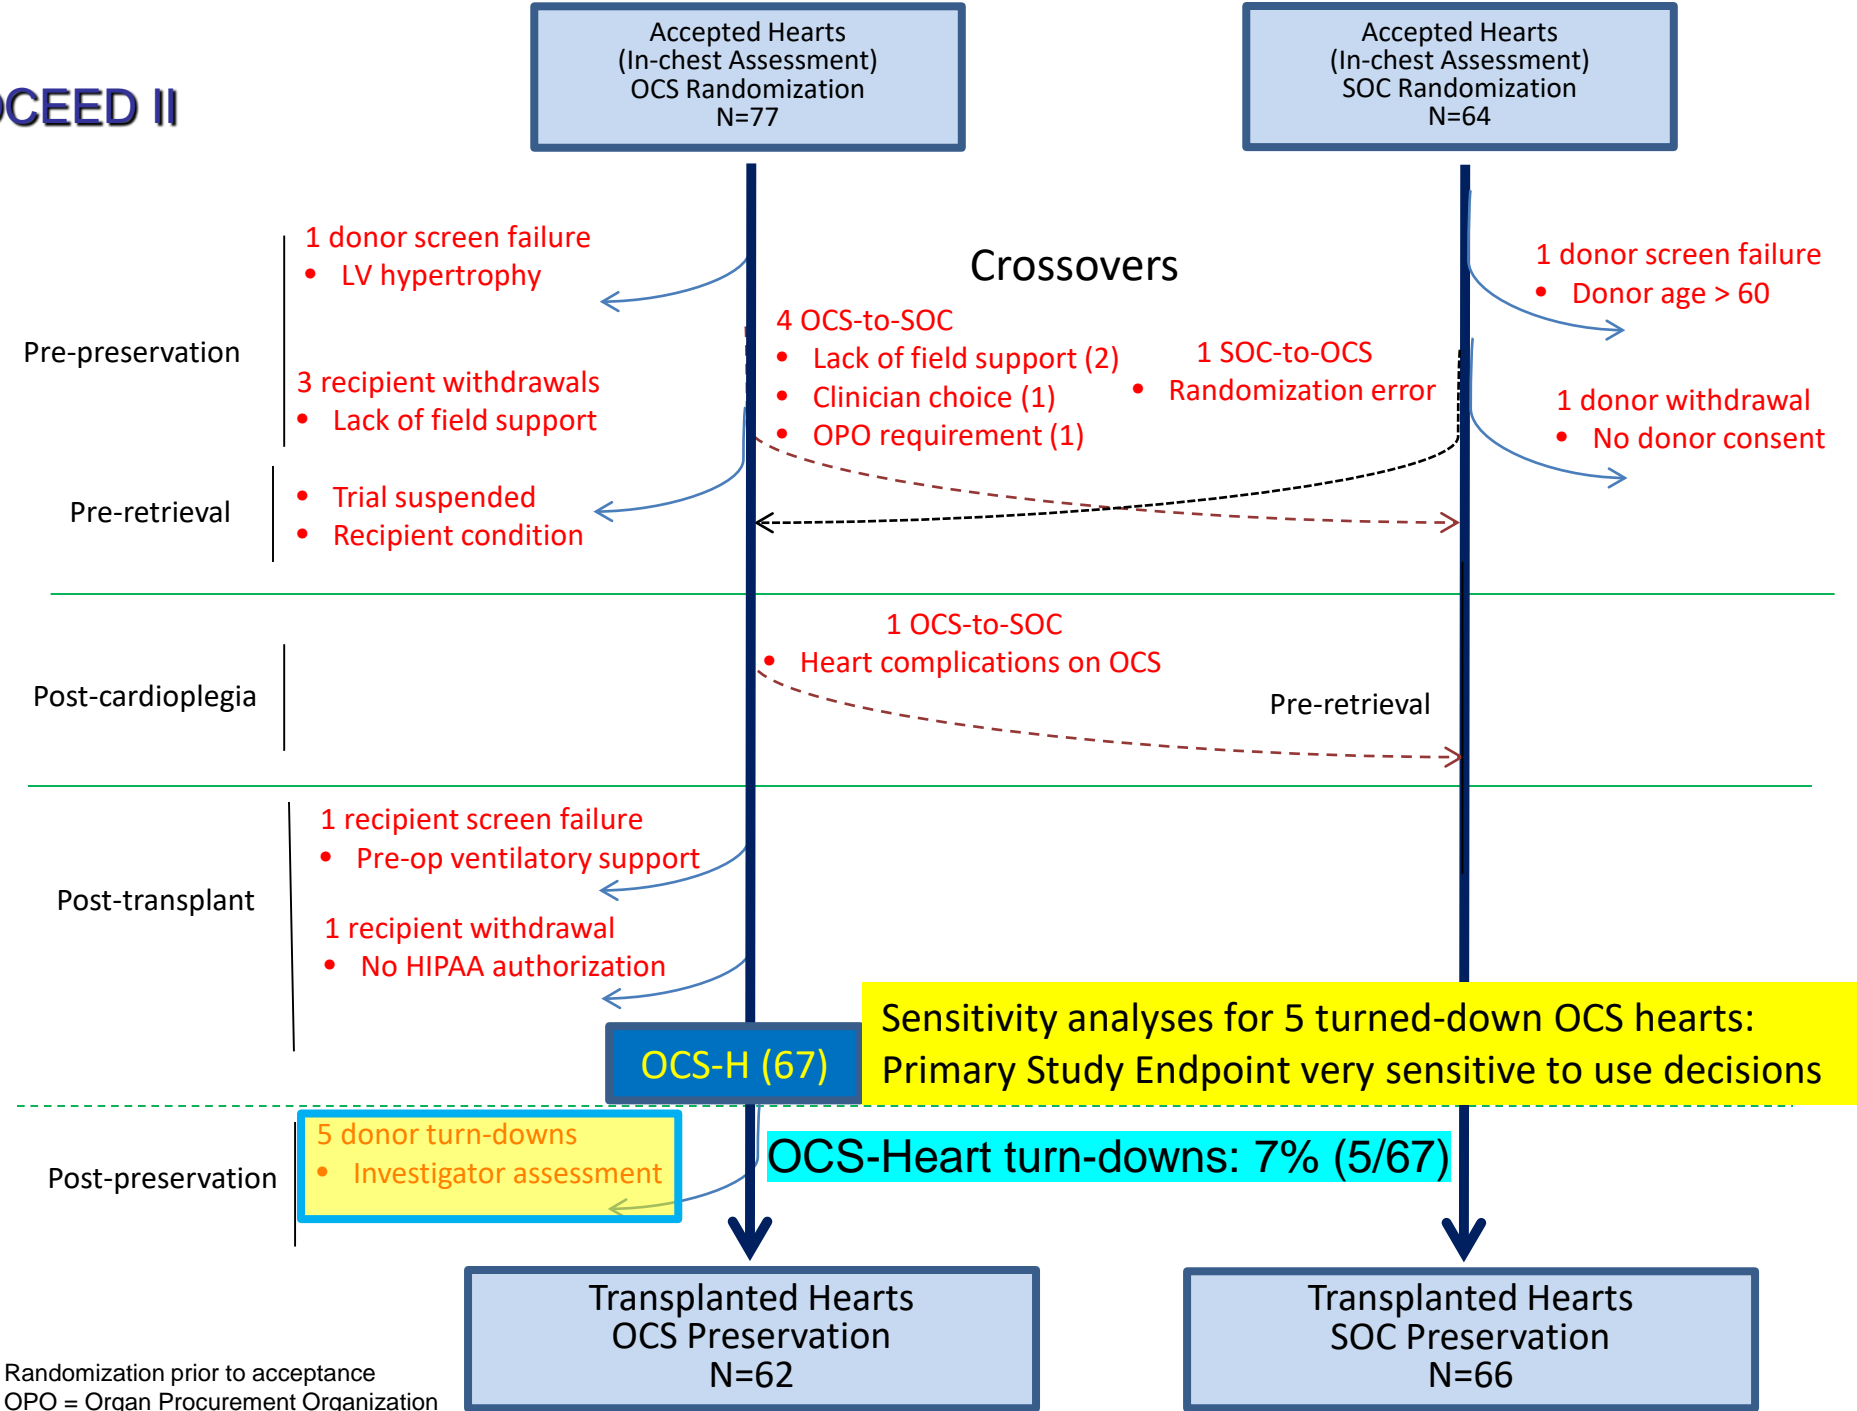 OCEED II
Accepted Hearts
(In-chest Assessment)
OCS Randomization
N=77
Accepted Hearts
(In-chest Assessment)
SOC Randomization
N=64
Pre-preservation
1 donor screen failure
• LV hypertrophy
3 recipient withdrawals
• Lack of field support
Crossovers
4 OCS-to-SOC
• Lack of field support (2)
• Clinician choice (1)
• OPO requirement (1)
1 SOC-to-OCS
• Randomization error
1 donor screen failure
• Donor age > 60
1 donor withdrawal
• No donor consent
Pre-retrieval
• Trial suspended
• Recipient condition
Post-cardioplegia
1 OCS-to-SOC
• Heart complications on OCS
Pre-retrieval
Post-transplant
1 recipient screen failure
• Pre-op ventilatory support
1 recipient withdrawal
• No HIPAA authorization
OCS-H (67)
Sensitivity analyses for 5 turned-down OCS hearts:
Primary Study Endpoint very sensitive to use decisions
Post-preservation
5 donor turn-downs
• Investigator assessment
OCS-Heart turn-downs: 7% (5/67)
Transplanted Hearts
OCS Preservation
N=62
Transplanted Hearts
SOC Preservation
N=66
Randomization prior to acceptance
OPO = Organ Procurement Organization